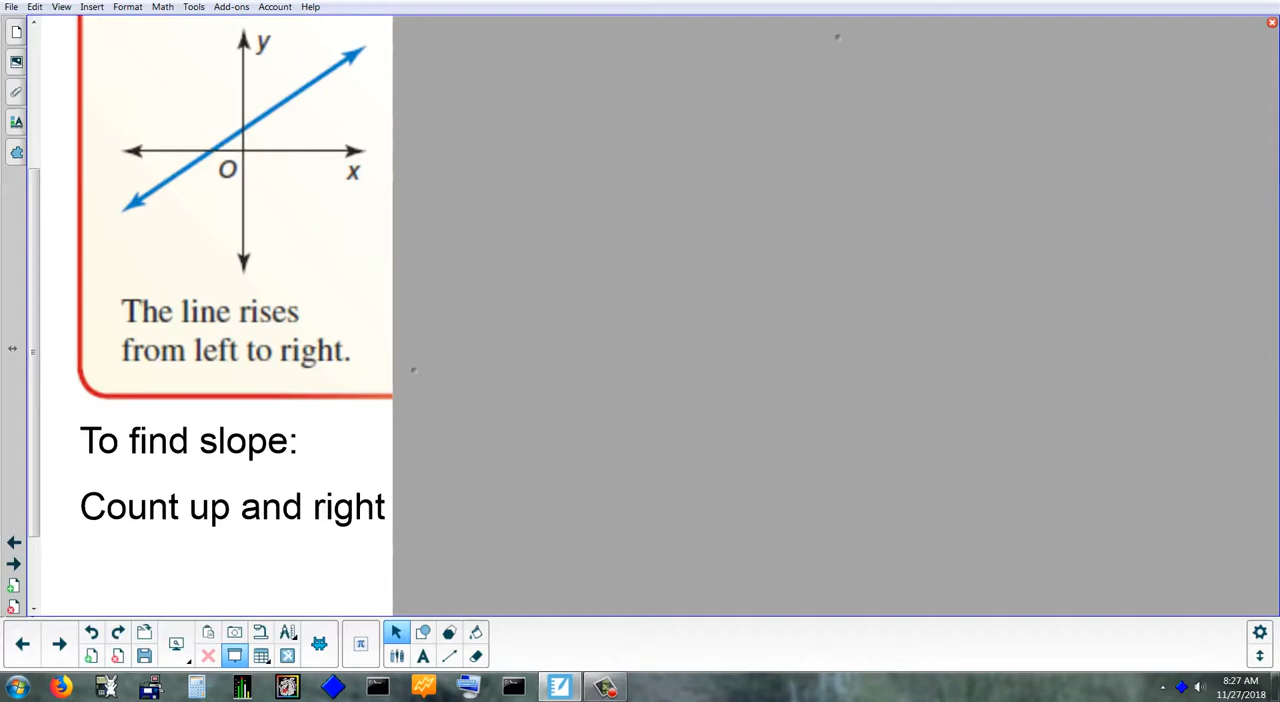 File Edit View Insert Format Math Tools Add-ons Account Help
y
O
x
The line rises
from left to right.
To find slope:
Count up and right
π
A
8:27 AM
11/27/2018